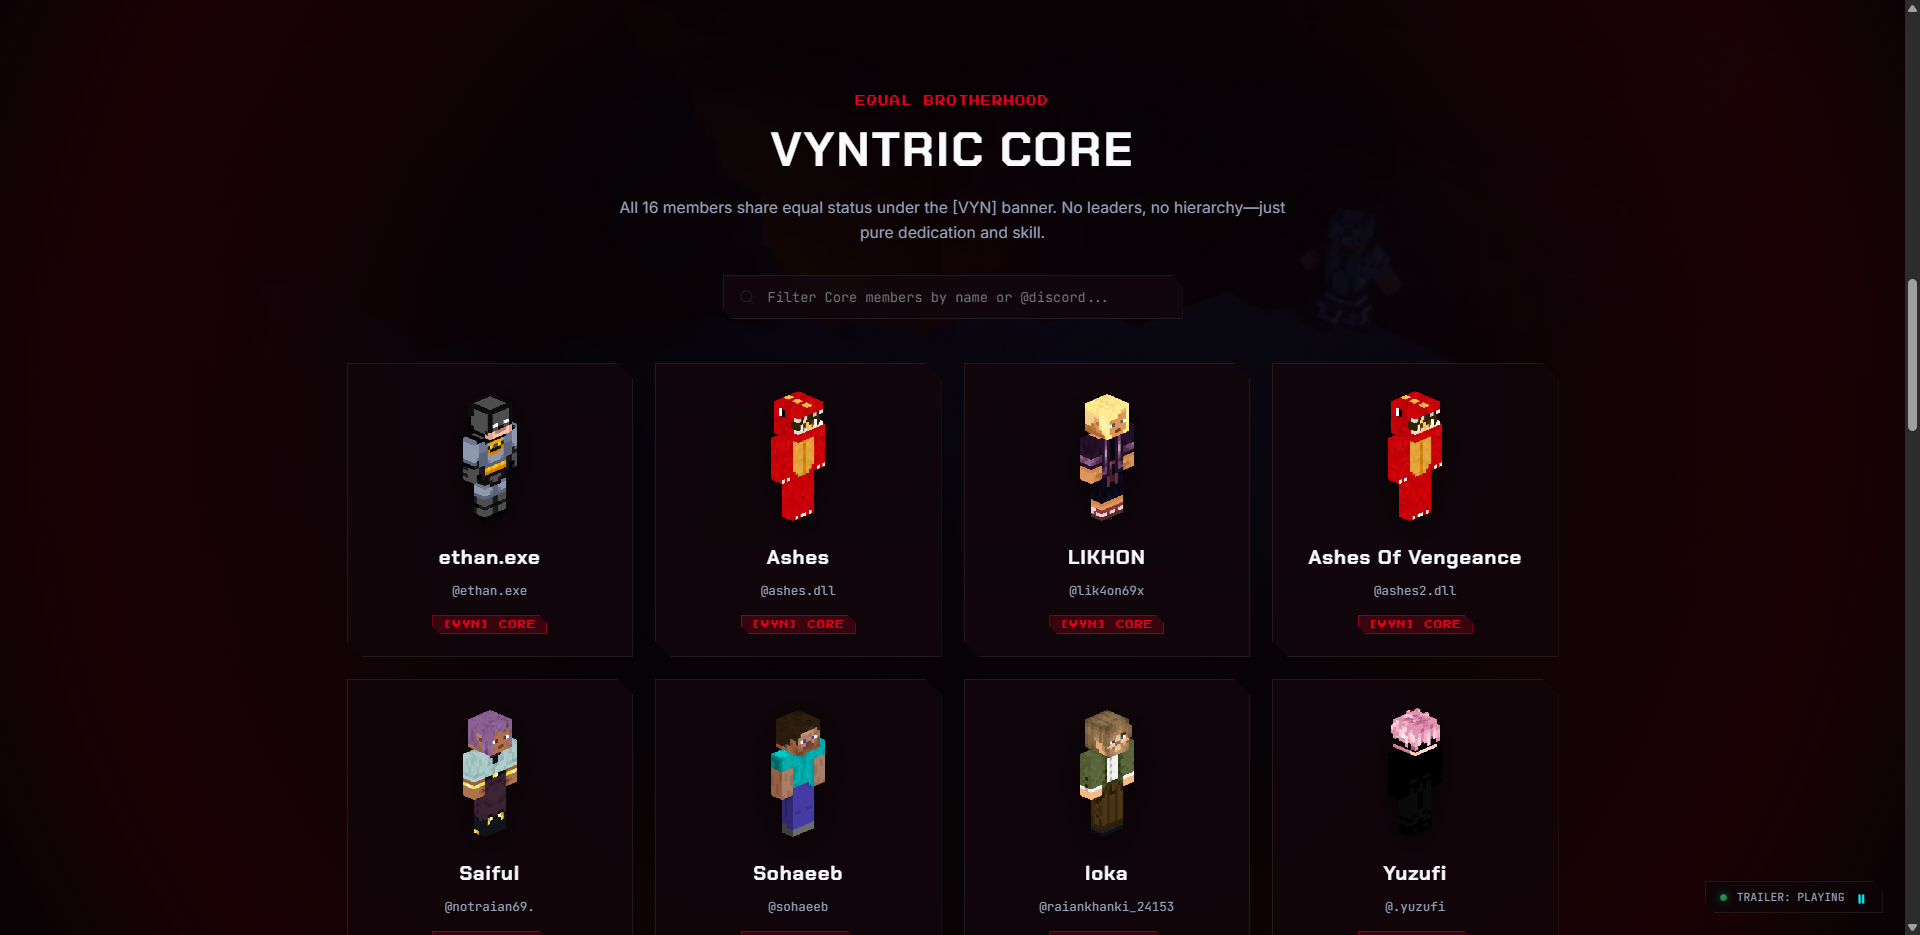 EQUAL BROTHERHOOD
VYNTRIC CORE
All 16 members share equal status under the [VYN] banner. No leaders, no hierarchy—just
pure dedication and skill.
Filter Core members by name or @discord...
ethan.exe
@ethan.exe
[VYN] CORE
Ashes
@ashes.dll
[VYN] CORE
LIKHON
@lik4on69x
[VYN] CORE
Ashes Of Vengeance
@ashes2.dll
[VYN] CORE
Saiful
@notraian69.
Sohaeeb
@sohaeeb
Ioka
@raiankhanki_24153
Yuzufi
@.yuzufi
TRAILER: PLAYING